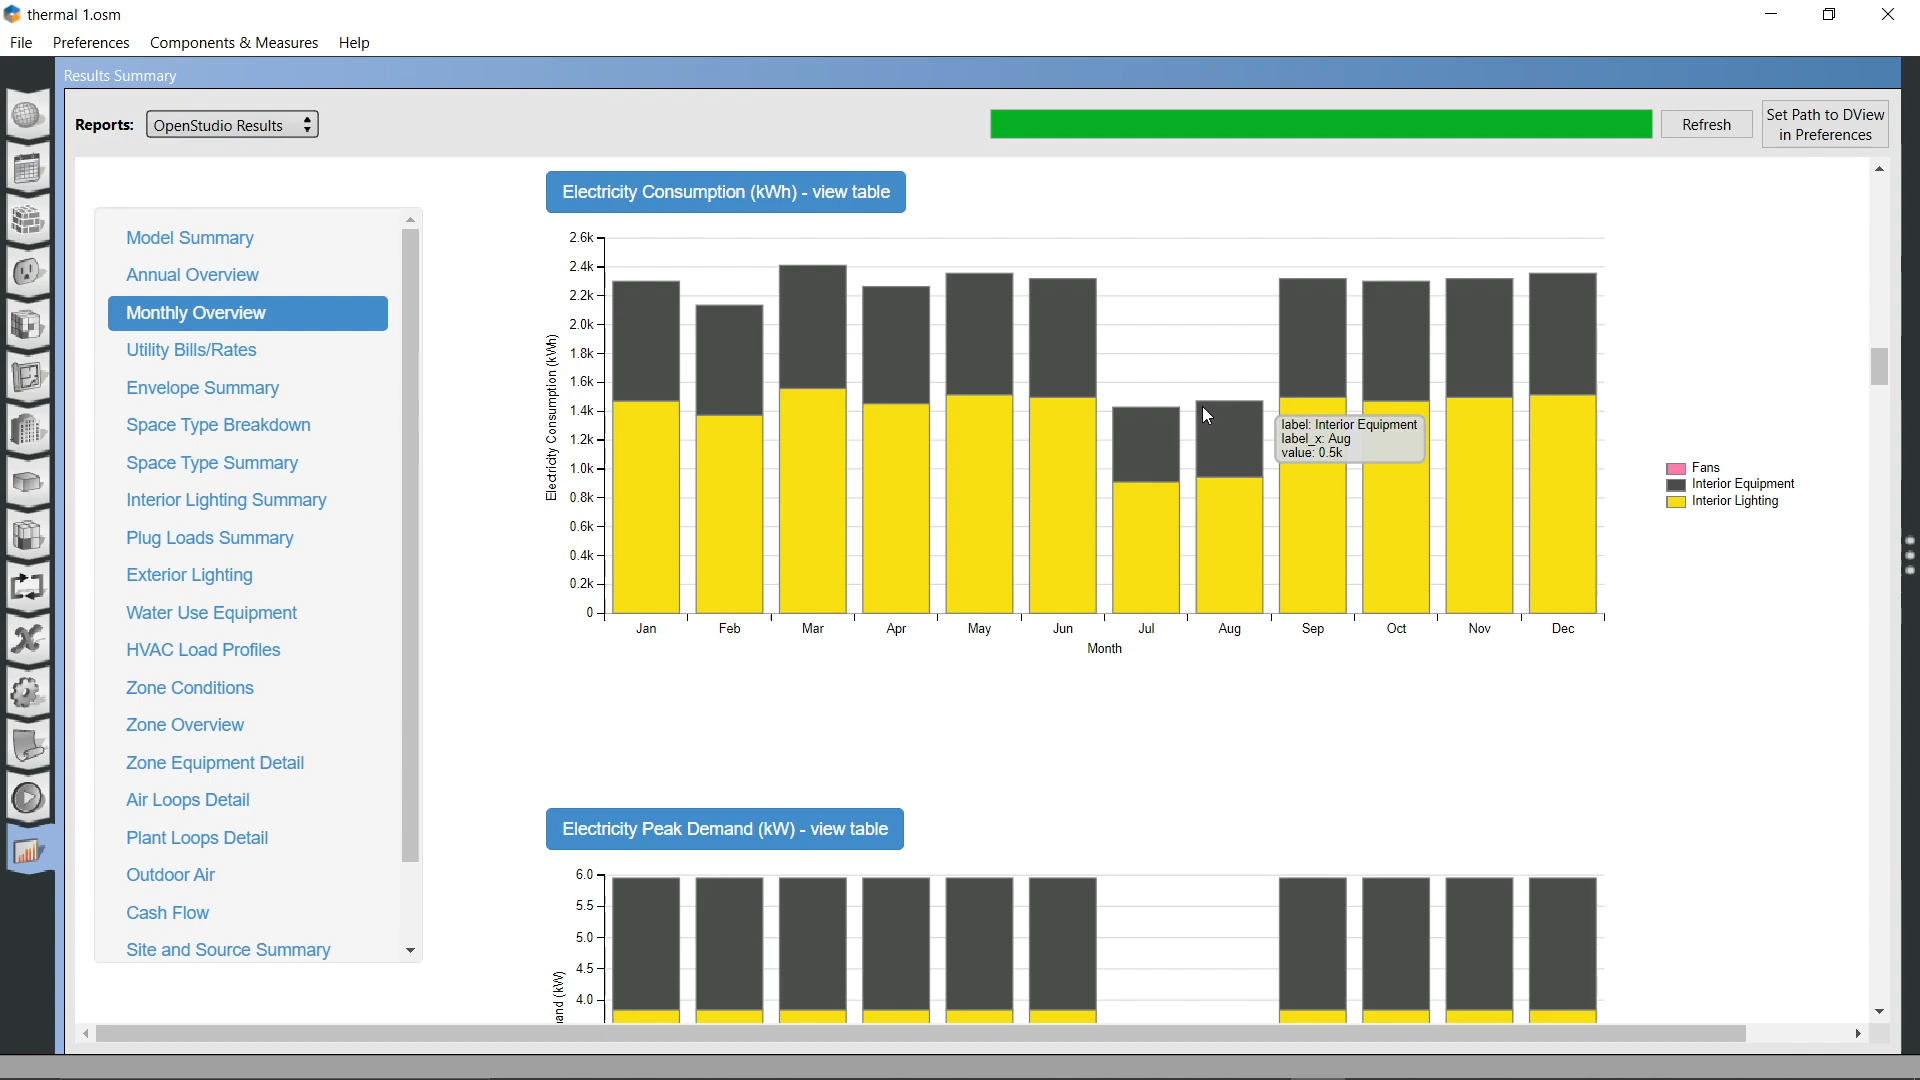 thermal 1.osm
File Preferences Components & Measures Help
Results Summary
Reports: OpenStudio Results
Refresh
Set Path to DView
in Preferences
Model Summary
Annual Overview
Monthly Overview
Utility Bills/Rates
Envelope Summary
Space Type Breakdown
Space Type Summary
Interior Lighting Summary
Plug Loads Summary
Exterior Lighting
Water Use Equipment
HVAC Load Profiles
Zone Conditions
Zone Overview
Zone Equipment Detail
Air Loops Detail
Plant Loops Detail
Outdoor Air
Cash Flow
Site and Source Summary
Electricity Consumption (kWh) - view table
Electricity Consumption (kWh)
2.6k
2.4k
2.2k
2.0k
1.8k
1.6k
1.4k
1.2k
1.0k
0.8k
0.6k
0.4k
0.2k
0
Jan Feb Mar Apr May Jun Jul Aug Sep Oct Nov Dec
Month
label: Interior Equipment
label_x: Aug
value: 0.5k
Fans
Interior Equipment
Interior Lighting
Electricity Peak Demand (kW) - view table
6.0
5.5
5.0
4.5
4.0
(kW)